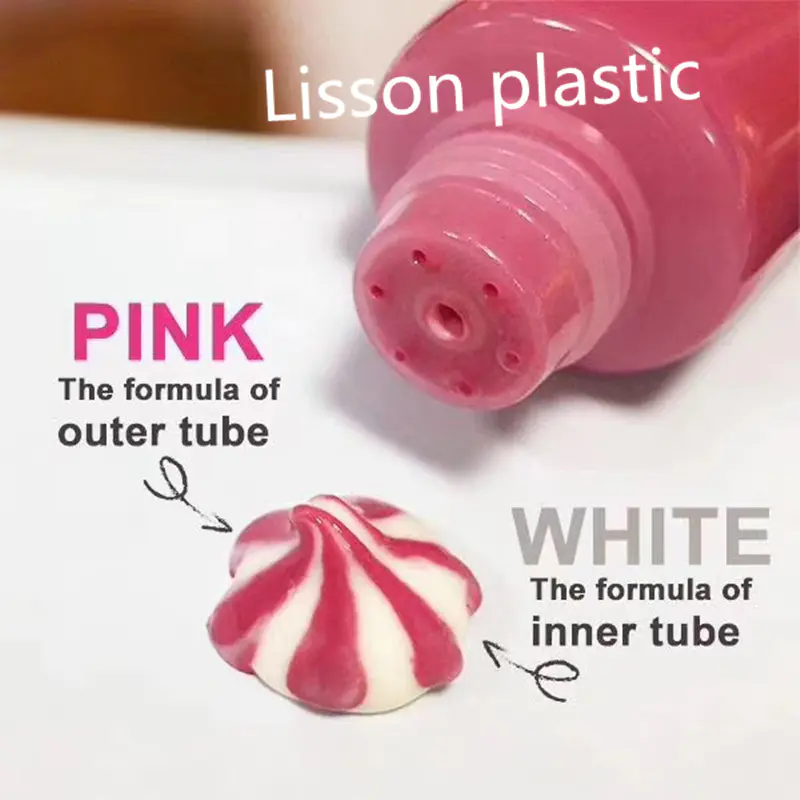 Lisson plastic
PINK
The formula of
outer tube
WHITE
The formula of
inner tube